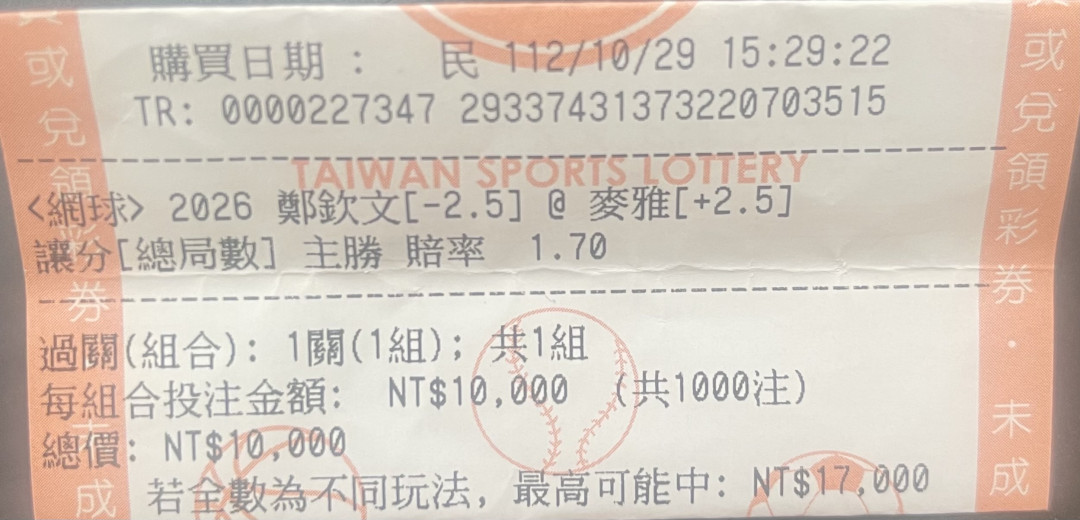 購買日期 : 民 112/10/29 15:29:22
TR: 0000227347 29337431373220703515
TAIWAN SPORTS LOTTERY
<網球> 2026 鄭欽文[-2.5] @ 麥雅[+2.5]
讓分[總局數] 主勝 賠率 1.70
過關(組合): 1關(1組); 共1組
每組合投注金額: NT$10,000 (共1000注)
總價: NT$10,000
若全數為不同玩法, 最高可能中: NT$17,000
或兌領彩券
成
或兌領彩券・未成